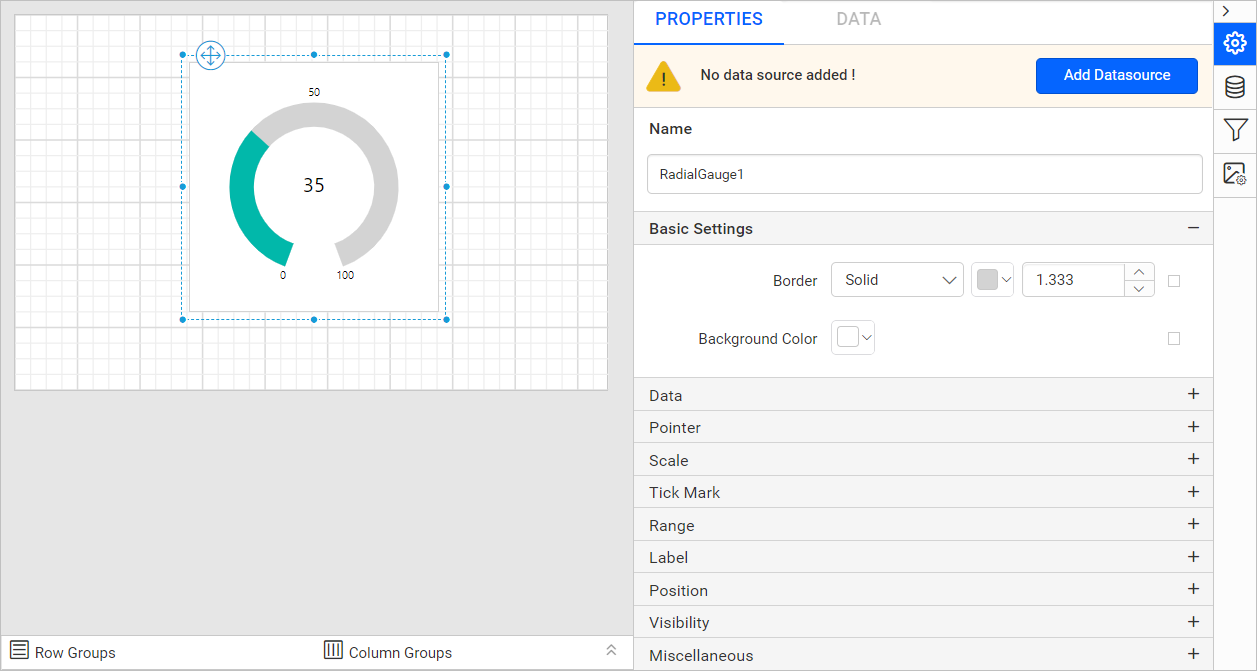 50
35
0
100
Row Groups
Column Groups
PROPERTIES
DATA
No data source added !
Add Datasource
Name
RadialGauge1
Basic Settings
Border
Solid
1.333
Background Color
Data
Pointer
Scale
Tick Mark
Range
Label
Position
Visibility
Miscellaneous